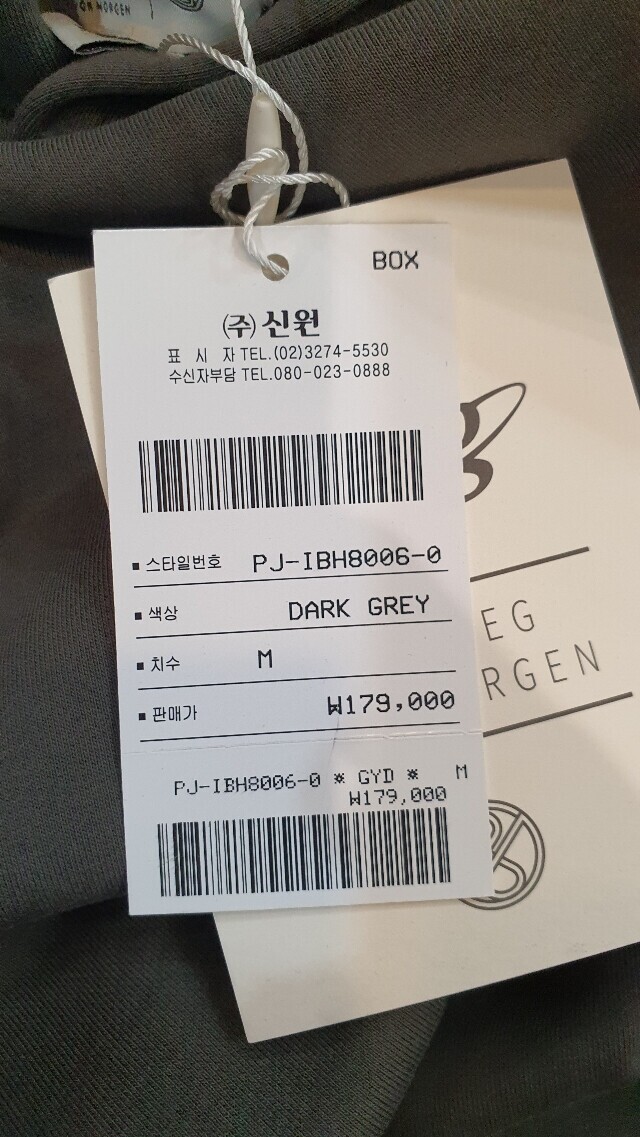 MORGEN
BOX
㈜ 신원
표 시 자 TEL.(02)3274-5530
수신자부담 TEL.080-023-0888
▪ 스타일번호 PJ-IBH8006-0
▪ 색상 DARK GREY
▪ 치수 M
▪ 판매가 ₩179,000
PJ-IBH8006-0 ※ GYD ※ M
₩179,000
EG
RGEN